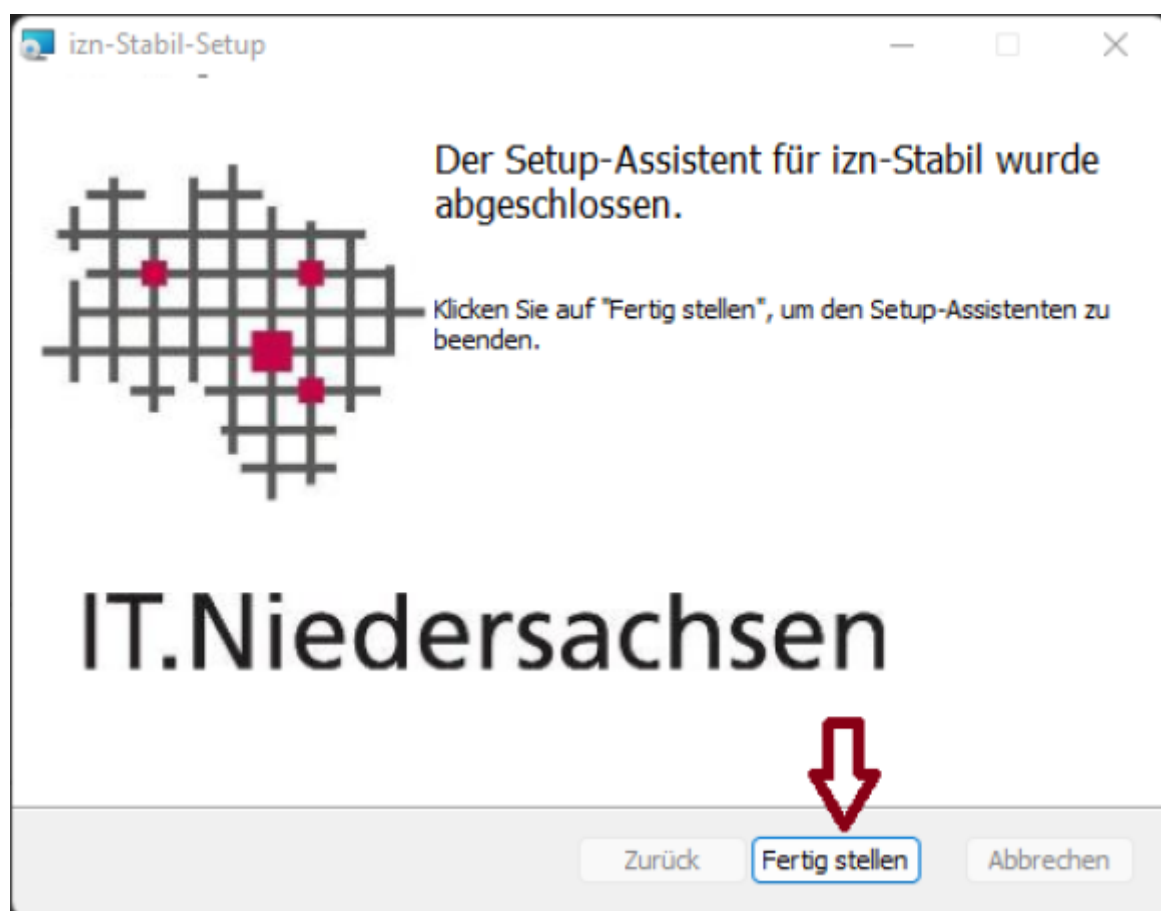 izn-Stabil-Setup
Der Setup-Assistent für izn-Stabil wurde
abgeschlossen.
Klicken Sie auf "Fertig stellen", um den Setup-Assistenten zu
beenden.
IT.Niedersachsen
Zurück
Fertig stellen
Abbrechen